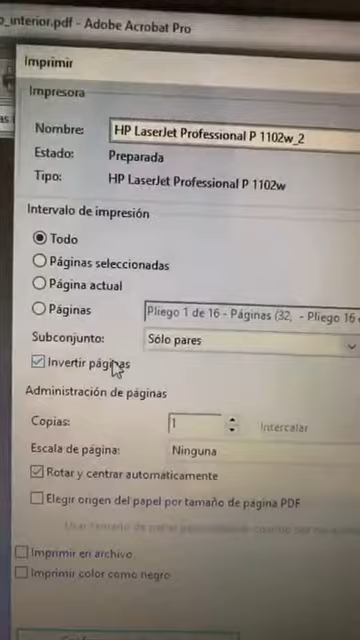 o_interior.pdf - Adobe Acrobat Pro
Imprimir
Impresora
Nombre: HP LaserJet Professional P 1102w_2
Estado: Preparada
Tipo: HP LaserJet Professional P 1102w
Intervalo de impresión
Todo
Páginas seleccionadas
Página actual
Páginas Pliego 1 de 16 - Páginas (32, - Pliego 16
Subconjunto: Sólo pares
Invertir páginas
Administración de páginas
Copias: 1 Intercalar
Escala de página: Ninguna
Rotar y centrar automáticamente
Elegir origen del papel por tamaño de página PDF
Imprimir en archivo
Imprimir color como negro